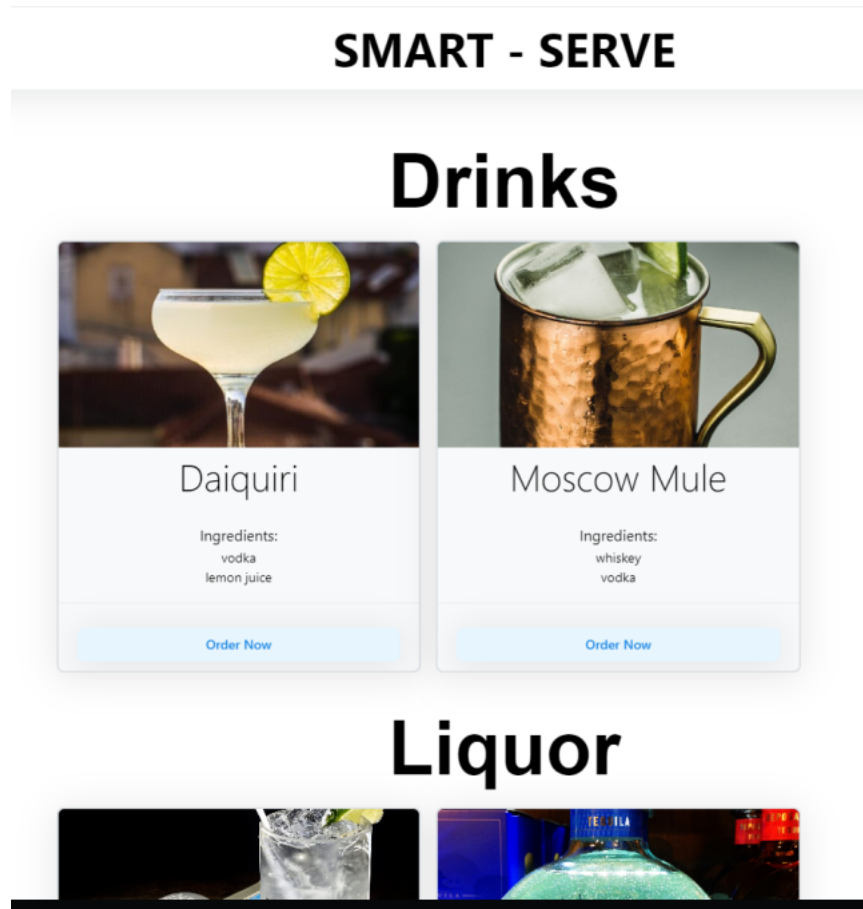 SMART - SERVE
Drinks
Daiquiri
Moscow Mule
Ingredients:
vodka
lemon juice
Ingredients:
whiskey
vodka
Order Now
Order Now
Liquor
TEQUILA